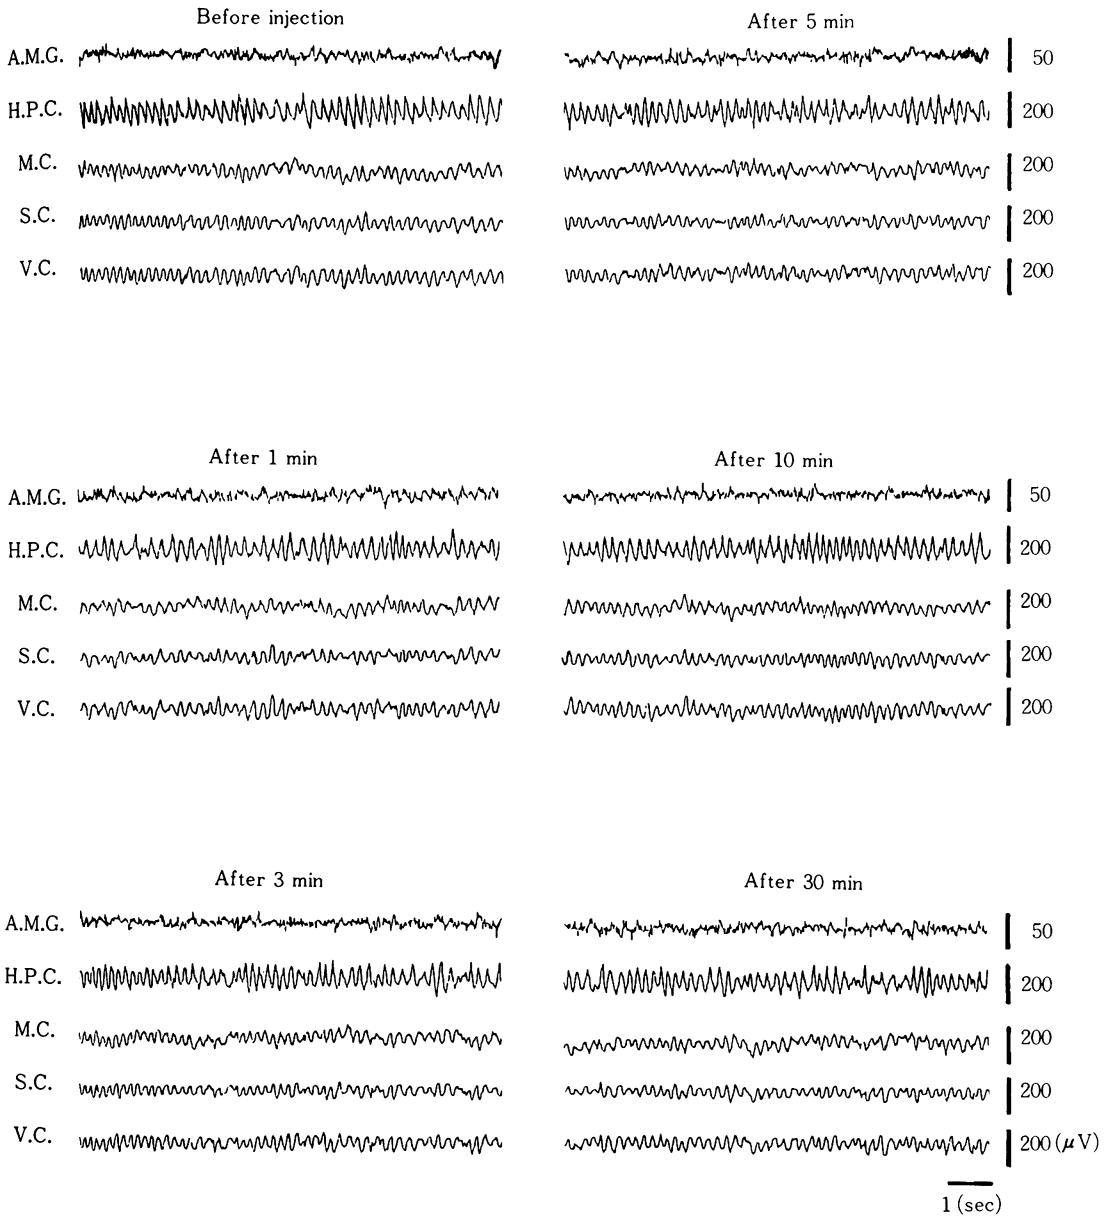 Before injection
After 5 min
A.M.G.
50
H.P.C.
200
M.C.
200
S.C.
200
V.C.
200
After 1 min
After 10 min
A.M.G.
50
H.P.C.
200
M.C.
200
S.C.
200
V.C.
200
After 3 min
After 30 min
A.M.G.
50
H.P.C.
200
M.C.
200
S.C.
200
V.C.
200 (μV)
1 (sec)